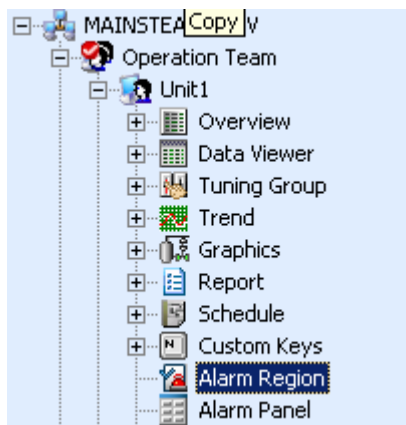 MAINSTEA Copy V
Operation Team
Unit1
Overview
Data Viewer
Tuning Group
Trend
Graphics
Report
Schedule
Custom Keys
Alarm Region
Alarm Panel